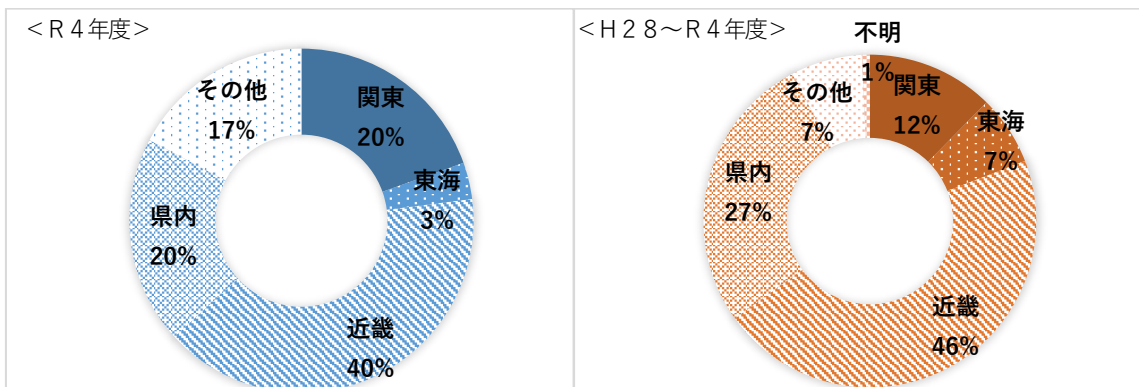 ＜Ｒ４年度＞
関東
20%
東海
3%
近畿
40%
県内
20%
その他
17%
＜Ｈ２８～Ｒ４年度＞
不明
1%
関東
12%
東海
7%
近畿
46%
県内
27%
その他
7%